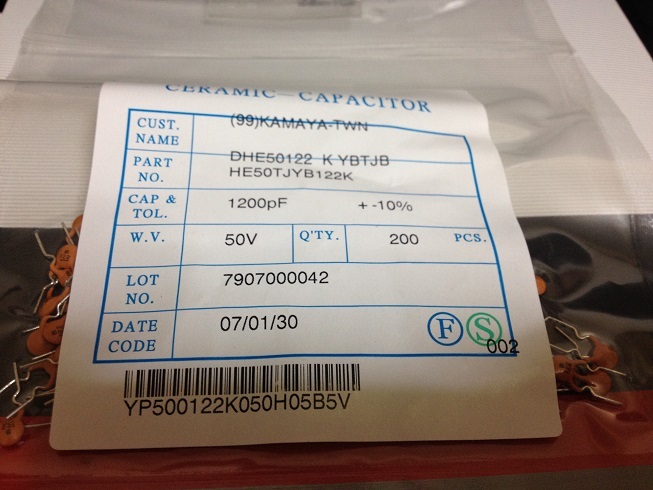 CERAMIC CAPACITOR
CUST. NAME (99)KAMAYA-TWN
PART NO. DHE50122 K YBTJB
HE50TJYB122K
CAP & TOL. 1200pF +-10%
W.V. 50V Q'TY. 200 PCS.
LOT NO. 7907000042
DATE CODE 07/01/30 F S
002
YP500122K050H05B5V